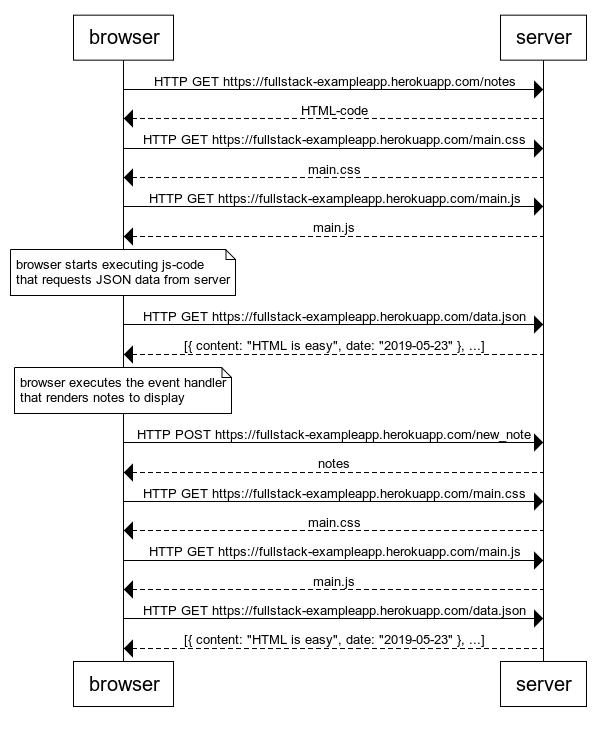 browser
server
HTTP GET https://fullstack-exampleapp.herokuapp.com/notes
HTML-code
HTTP GET https://fullstack-exampleapp.herokuapp.com/main.css
main.css
HTTP GET https://fullstack-exampleapp.herokuapp.com/main.js
main.js
browser starts executing js-code
that requests JSON data from server
HTTP GET https://fullstack-exampleapp.herokuapp.com/data.json
[{ content: "HTML is easy", date: "2019-05-23" }, ...]
browser executes the event handler
that renders notes to display
HTTP POST https://fullstack-exampleapp.herokuapp.com/new_note
notes
HTTP GET https://fullstack-exampleapp.herokuapp.com/main.css
main.css
HTTP GET https://fullstack-exampleapp.herokuapp.com/main.js
main.js
HTTP GET https://fullstack-exampleapp.herokuapp.com/data.json
[{ content: "HTML is easy", date: "2019-05-23" }, ...]
browser
server